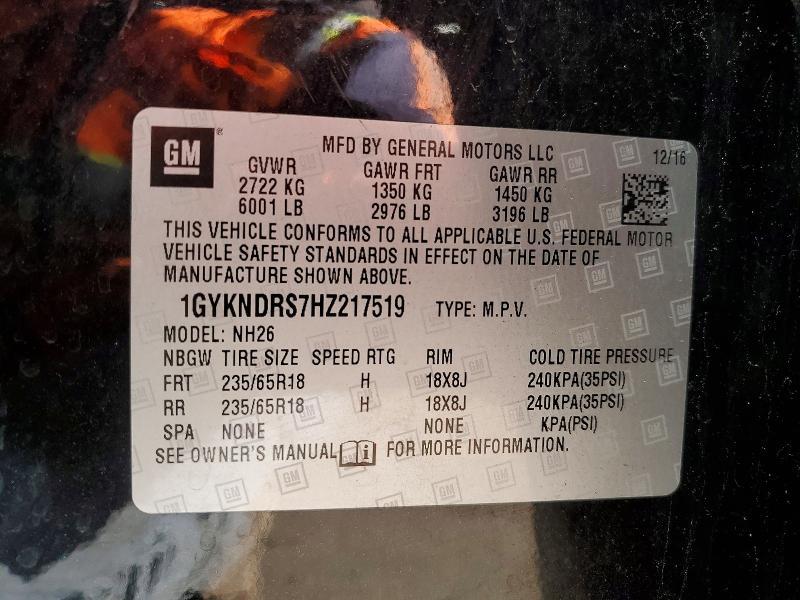 GM ® MFD BY GENERAL MOTORS LLC 12/16
GVWR GAWR FRT GAWR RR
2722 KG 1350 KG 1450 KG
6001 LB 2976 LB 3196 LB
THIS VEHICLE CONFORMS TO ALL APPLICABLE U.S. FEDERAL MOTOR
VEHICLE SAFETY STANDARDS IN EFFECT ON THE DATE OF
MANUFACTURE SHOWN ABOVE.
1GYKNDRS7HZ217519 TYPE: M.P.V.
MODEL: NH26
NBGW TIRE SIZE SPEED RTG RIM COLD TIRE PRESSURE
FRT 235/65R18 H 18X8J 240KPA(35PSI)
RR 235/65R18 H 18X8J 240KPA(35PSI)
SPA NONE NONE KPA(PSI)
SEE OWNER'S MANUAL i FOR MORE INFORMATION.